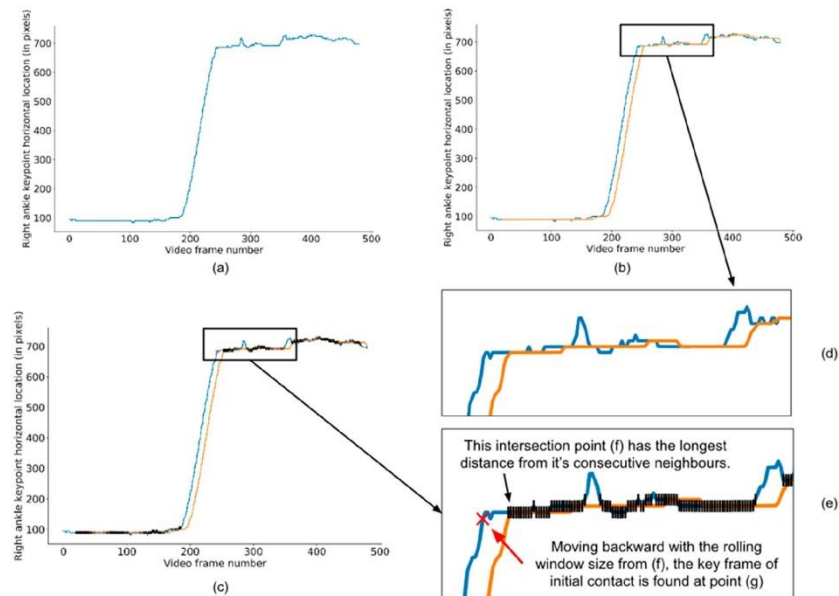 Right ankle keypoint horizontal location (in pixels)
700
600
500
400
300
200
100
0
100
200
300
400
500
Video frame number
(a)
Right ankle keypoint horizontal location (in pixels)
700
600
500
400
300
200
100
0
100
200
300
400
500
Video frame number
(b)
Right ankle keypoint horizontal location (in pixels)
700
600
500
400
300
200
100
0
100
200
300
400
500
Video frame number
(c)
(d)
This intersection point (f) has the longest
distance from it's consecutive neighbours.
(e)
Moving backward with the rolling
window size from (f), the key frame of
initial contact is found at point (g)